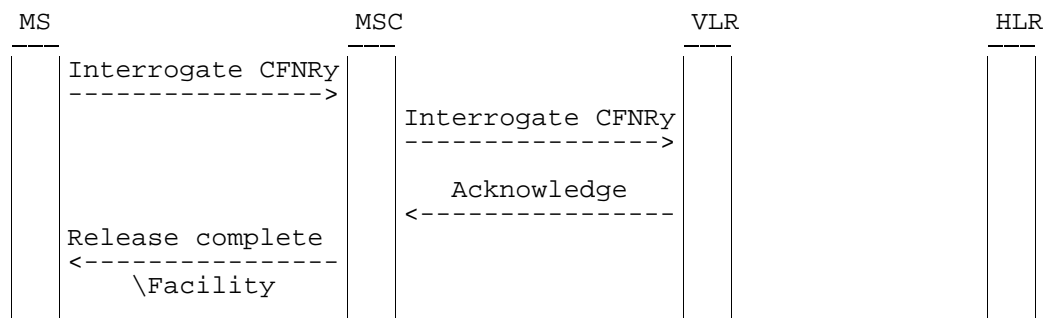 MS MSC VLR HLR
Interrogate CFNRy
---------------->
Interrogate CFNRy
---------------->
Acknowledge
<----------------
Release complete
<----------------
\Facility